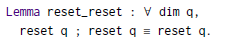 Lemma reset_reset : ∀ dim q,
reset q ; reset q ≡ reset q.